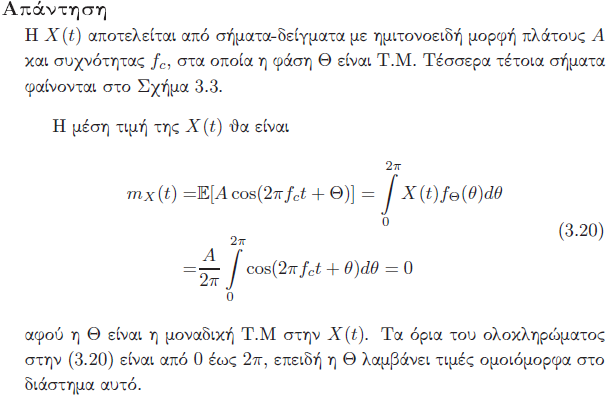 Απάντηση
Η X(t) αποτελείται από σήματα-δείγματα με ημιτονοειδή μορφή πλάτους A
και συχνότητας f_c, στα οποία η φάση Θ είναι Τ.Μ. Τέσσερα τέτοια σήματα
φαίνονται στο Σχήμα 3.3.
Η μέση τιμή της X(t) θα είναι
m_X(t) =𝔼[A cos(2πf_c t + Θ)] = ∫_0^{2π} X(t)f_Θ(θ)dθ
(3.20)
=A/2π ∫_0^{2π} cos(2πf_c t + θ)dθ = 0
αφού η Θ είναι η μοναδική Τ.Μ στην X(t). Τα όρια του ολοκληρώματος
στην (3.20) είναι από 0 έως 2π, επειδή η Θ λαμβάνει τιμές ομοιόμορφα στο
διάστημα αυτό.